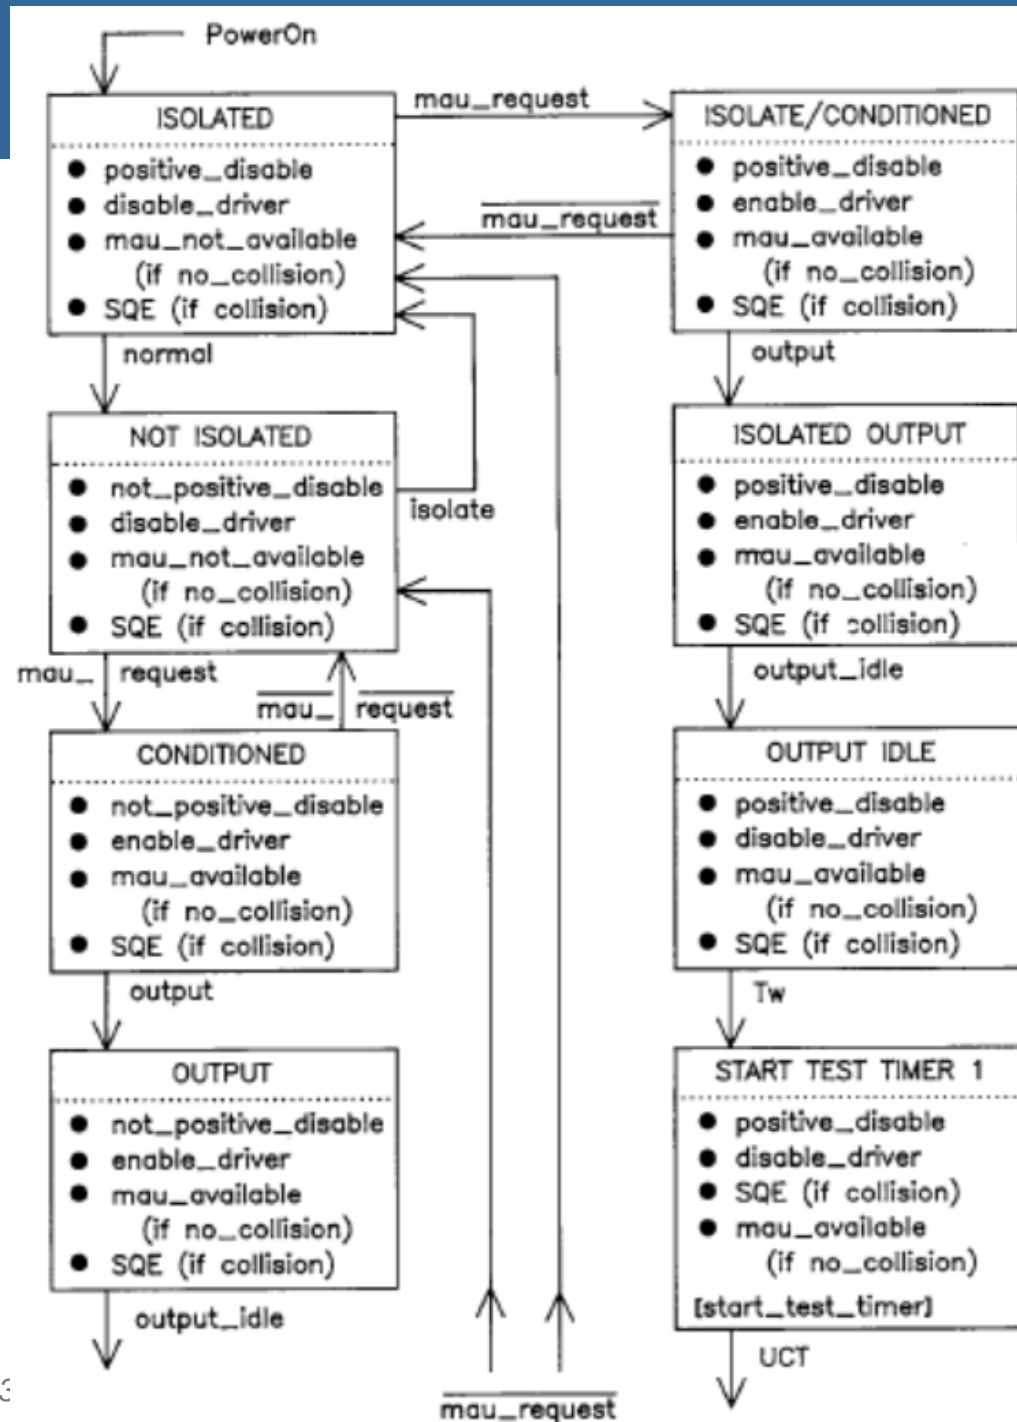 PowerOn
ISOLATED
● positive_disable
● disable_driver
● mau_not_available
(if no_collision)
● SQE (if collision)
mau_request
mau_request
ISOLATE/CONDITIONED
● positive_disable
● enable_driver
● mau_available
(if no_collision)
● SQE (if collision)
normal
output
NOT ISOLATED
● not_positive_disable
● disable_driver
● mau_not_available
(if no_collision)
● SQE (if collision)
isolate
ISOLATED OUTPUT
● positive_disable
● enable_driver
● mau_available
(if no_collision)
● SQE (if collision)
mau_ request
mau_ request
output_idle
CONDITIONED
● not_positive_disable
● enable_driver
● mau_available
(if no_collision)
● SQE (if collision)
OUTPUT IDLE
● positive_disable
● disable_driver
● mau_available
(if no_collision)
● SQE (if collision)
output
Tw
OUTPUT
● not_positive_disable
● enable_driver
● mau_available
(if no_collision)
● SQE (if collision)
START TEST TIMER 1
● positive_disable
● disable_driver
● SQE (if collision)
● mau_available
(if no_collision)
[start_test_timer]
output_idle
UCT
mau_request